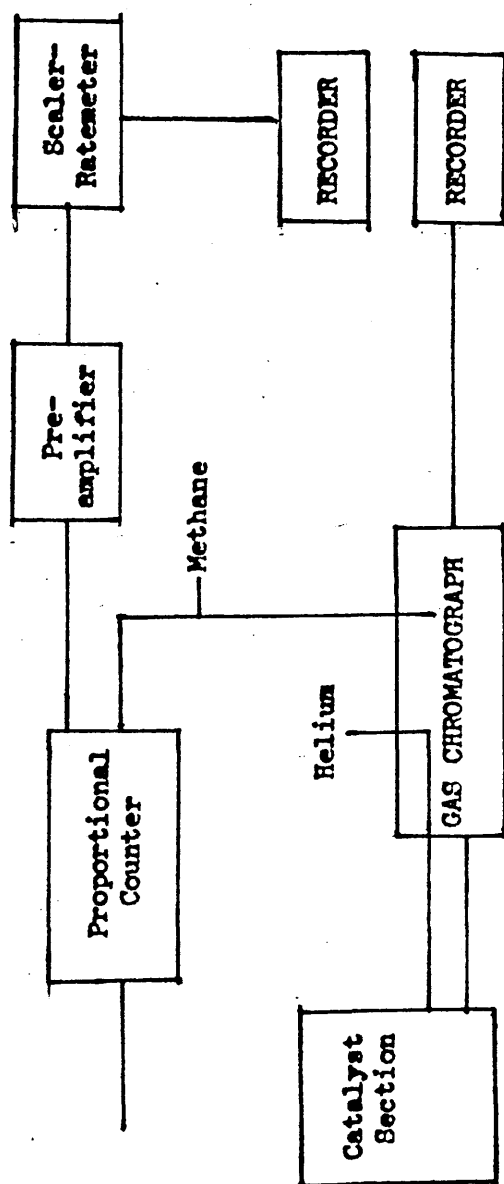 Proportional
Counter
Pre-
amplifier
Scaler-
Ratemeter
Methane
RECORDER
Helium
Catalyst
Section
GAS CHROMATOGRAPH
RECORDER